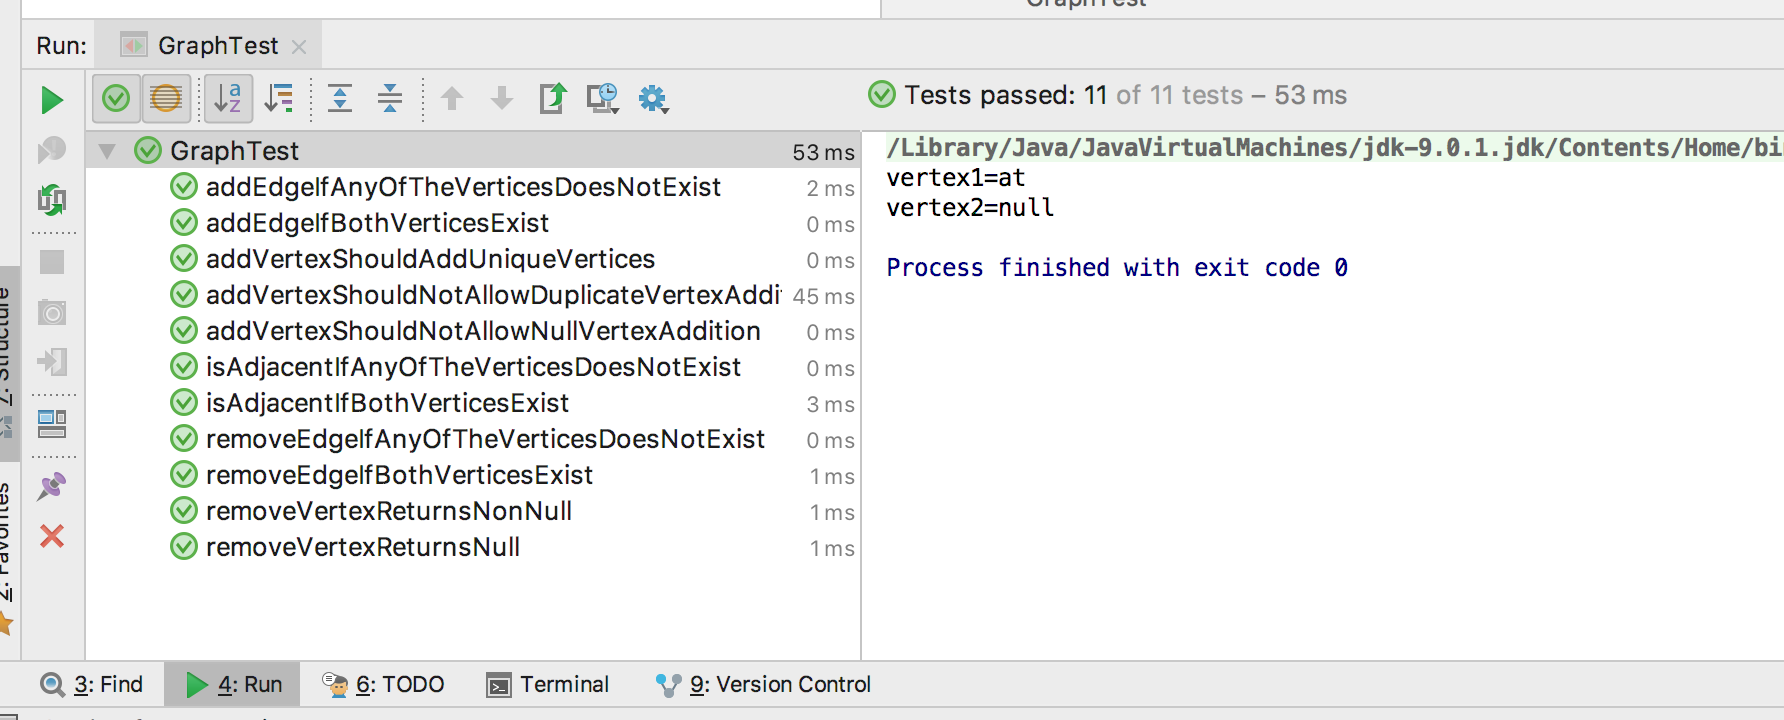 GraphTest
Run: GraphTest
Tests passed: 11 of 11 tests – 53 ms
GraphTest 53 ms
addEdgeIfAnyOfTheVerticesDoesNotExist 2 ms
addEdgeIfBothVerticesExist 0 ms
addVertexShouldAddUniqueVertices 0 ms
addVertexShouldNotAllowDuplicateVertexAddi 45 ms
addVertexShouldNotAllowNullVertexAddition 0 ms
isAdjacentIfAnyOfTheVerticesDoesNotExist 0 ms
isAdjacentIfBothVerticesExist 3 ms
removeEdgeIfAnyOfTheVerticesDoesNotExist 0 ms
removeEdgeIfBothVerticesExist 1 ms
removeVertexReturnsNonNull 1 ms
removeVertexReturnsNull 1 ms
/Library/Java/JavaVirtualMachines/jdk-9.0.1.jdk/Contents/Home/bi
vertex1=at
vertex2=null
Process finished with exit code 0
7: Structure
2: Favorites
3: Find 4: Run 6: TODO Terminal 9: Version Control